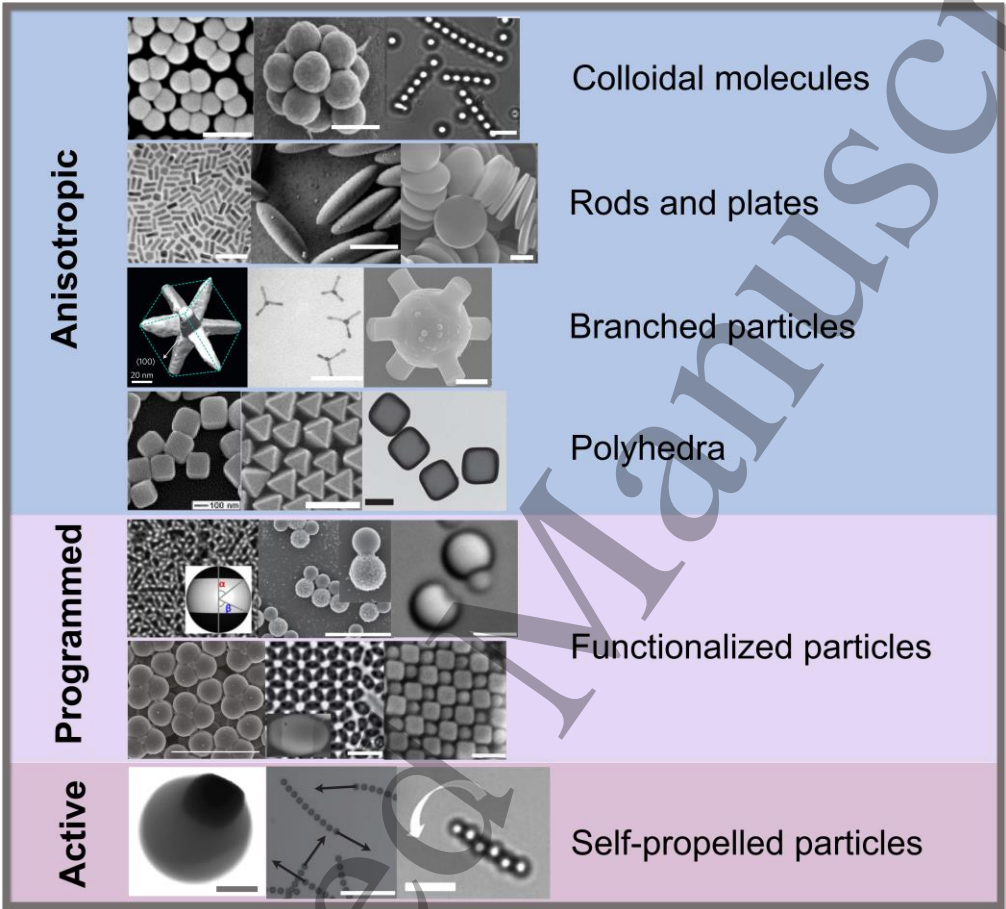 Anisotropic
Colloidal molecules
Rods and plates
Branched particles
(100)
20 nm
Polyhedra
100 nm
Programmed
α
β
Functionalized particles
Active
Self-propelled particles